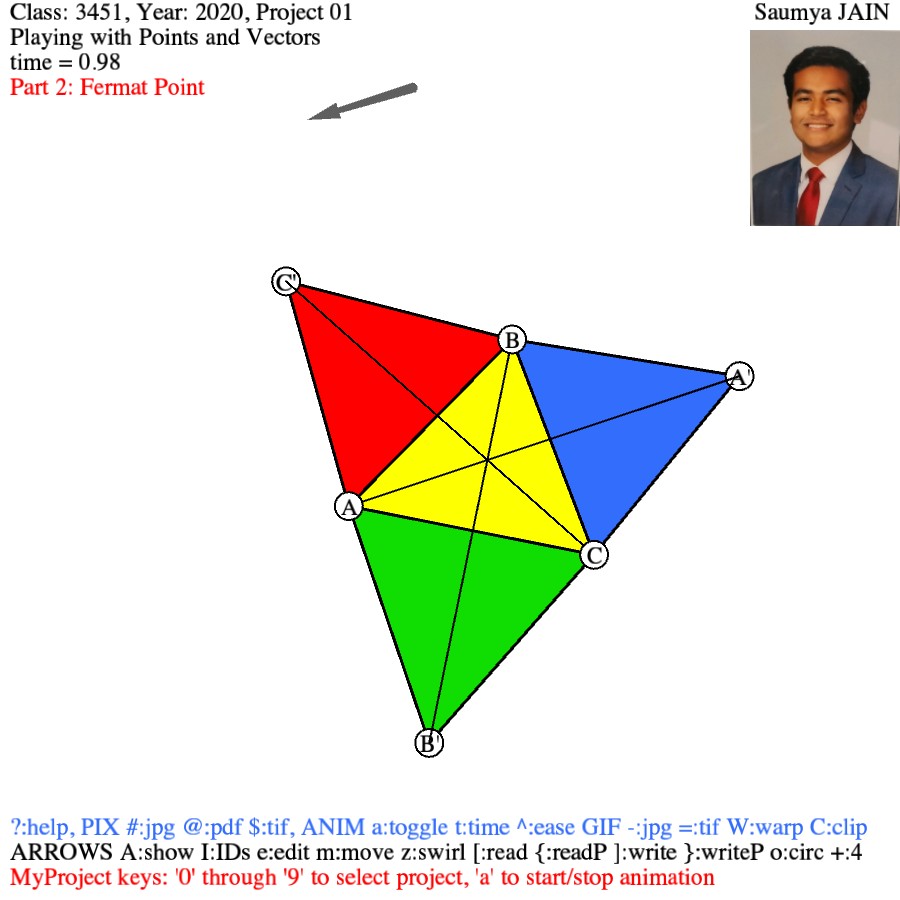 Class: 3451, Year: 2020, Project 01
Saumya JAIN
Playing with Points and Vectors
time = 0.98
Part 2: Fermat Point
C'
B
A'
A
C
B'
?:help, PIX #:jpg @:pdf $:tif, ANIM a:toggle t:time ^:ease GIF -:jpg =:tif W:warp C:clip
ARROWS A:show I:IDs e:edit m:move z:swirl [:read {:readP ]:write }:writeP o:circ +:4
MyProject keys: '0' through '9' to select project, 'a' to start/stop animation